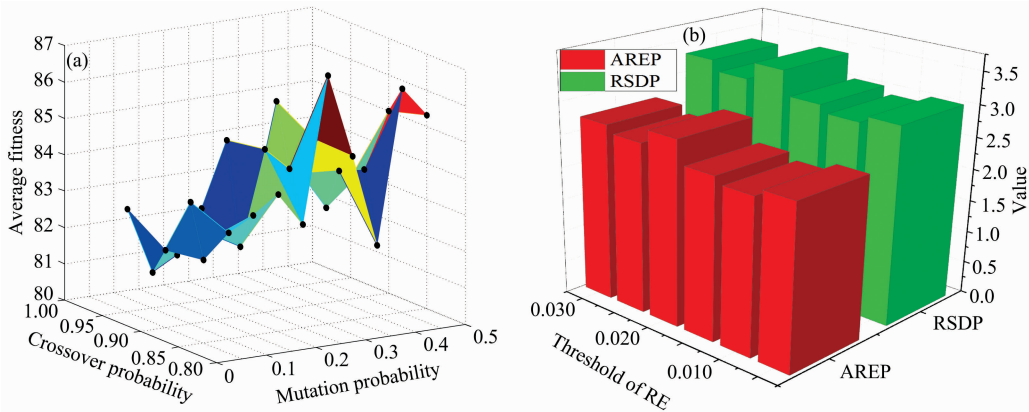 (a)
87
86
85
84
83
82
81
80
Average fitness
1.00
0.95
0.90
0.85
0.80
Crossover probability
0
0.1
0.2
0.3
0.4
0.5
Mutation probability
(b)
AREP
RSDP
3.5
3.0
2.5
2.0
1.5
1.0
0.5
0.0
Value
0.030
0.020
0.010
Threshold of RE
AREP
RSDP